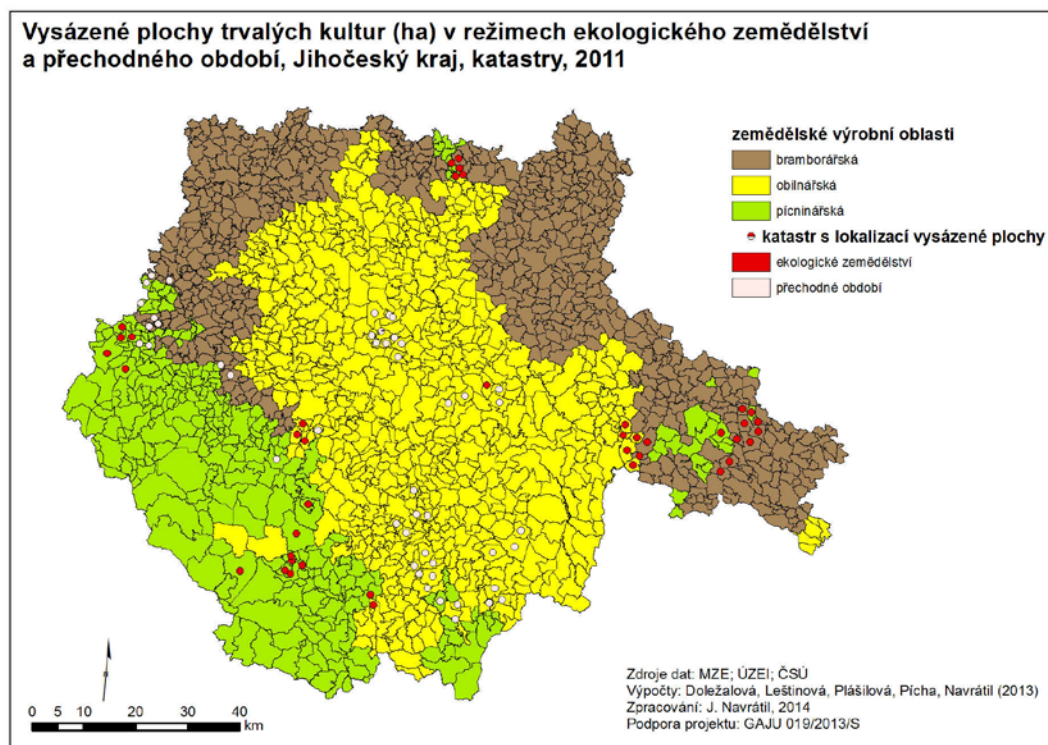 Vysázené plochy trvalých kultur (ha) v režimech ekologického zemědělství
a přechodného období, Jihočeský kraj, katastry, 2011
zemědělské výrobní oblasti
bramborářská
obilnářská
pícninářská
katastr s lokalizací vysázené plochy
ekologické zemědělství
přechodné období
Zdroje dat: MZE; ÚZEI; ČSÚ
Výpočty: Doležalová, Leštinová, Plášilová, Pícha, Navrátil (2013)
Zpracování: J. Navrátil, 2014
Podpora projektu: GAJU 019/2013/S
0 10 20 30 40
km